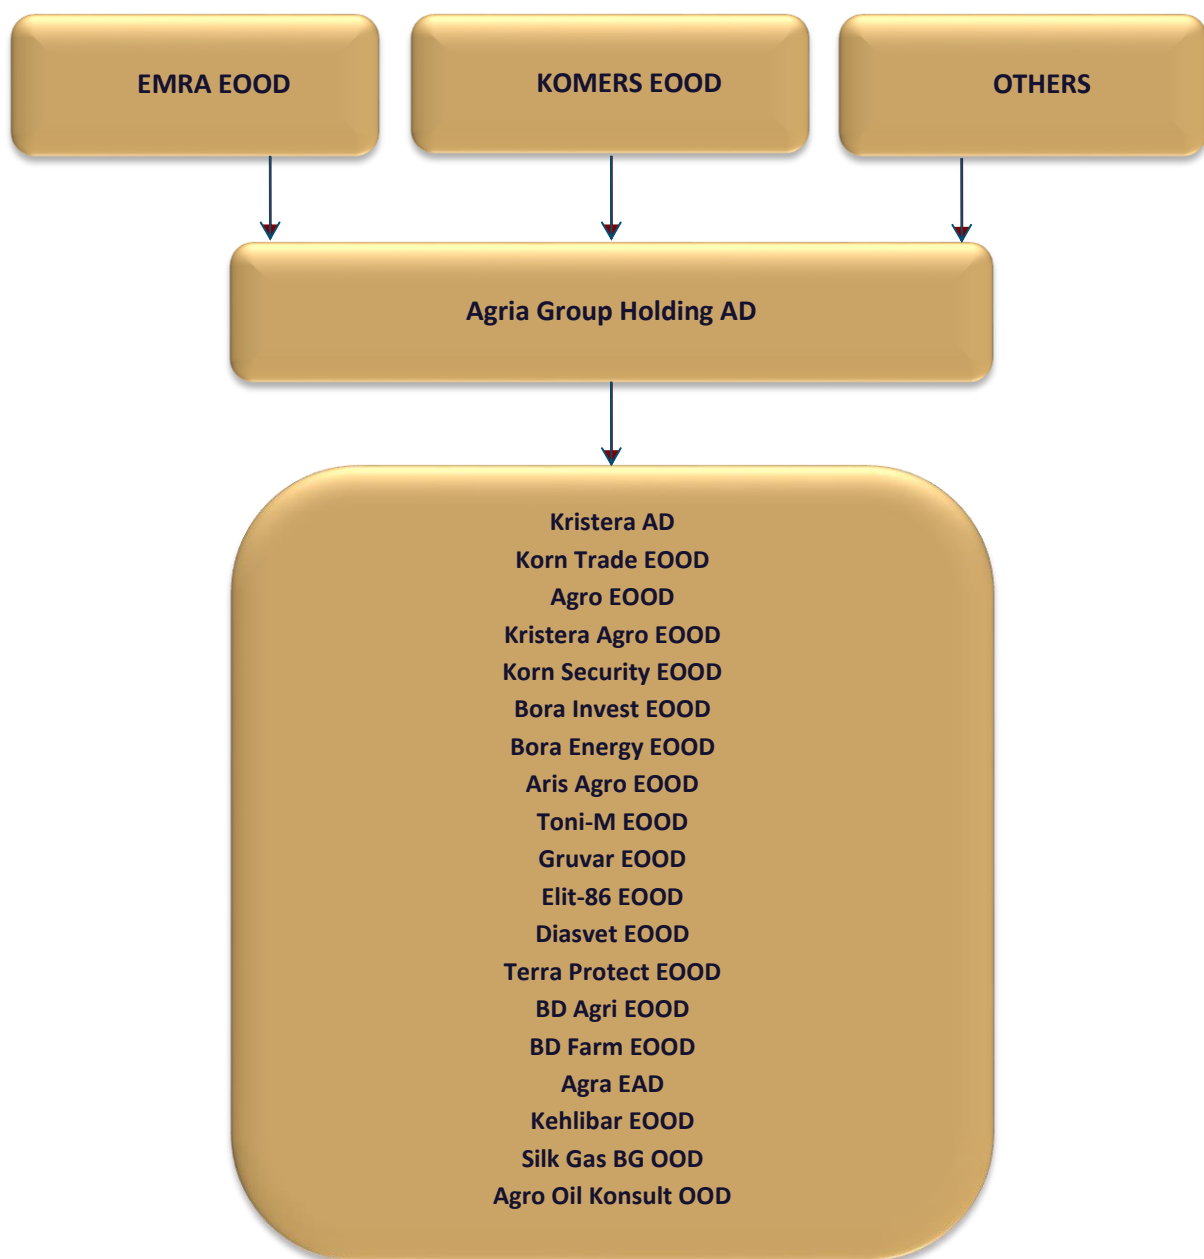 EMRA EOOD
KOMERS EOOD
OTHERS
Agria Group Holding AD
Kristera AD
Korn Trade EOOD
Agro EOOD
Kristera Agro EOOD
Korn Security EOOD
Bora Invest EOOD
Bora Energy EOOD
Aris Agro EOOD
Toni-M EOOD
Gruvar EOOD
Elit-86 EOOD
Diasvet EOOD
Terra Protect EOOD
BD Agri EOOD
BD Farm EOOD
Agra EAD
Kehlibar EOOD
Silk Gas BG OOD
Agro Oil Konsult OOD